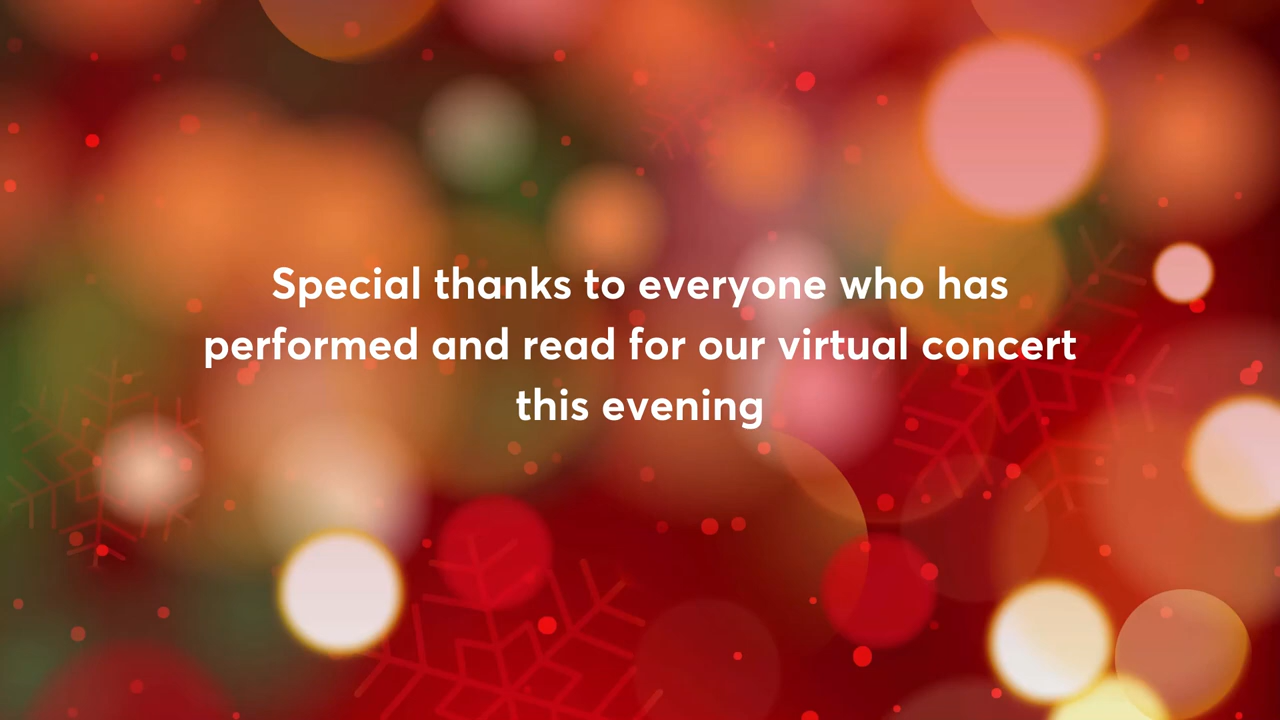 Special thanks to everyone who has
performed and read for our virtual concert
this evening